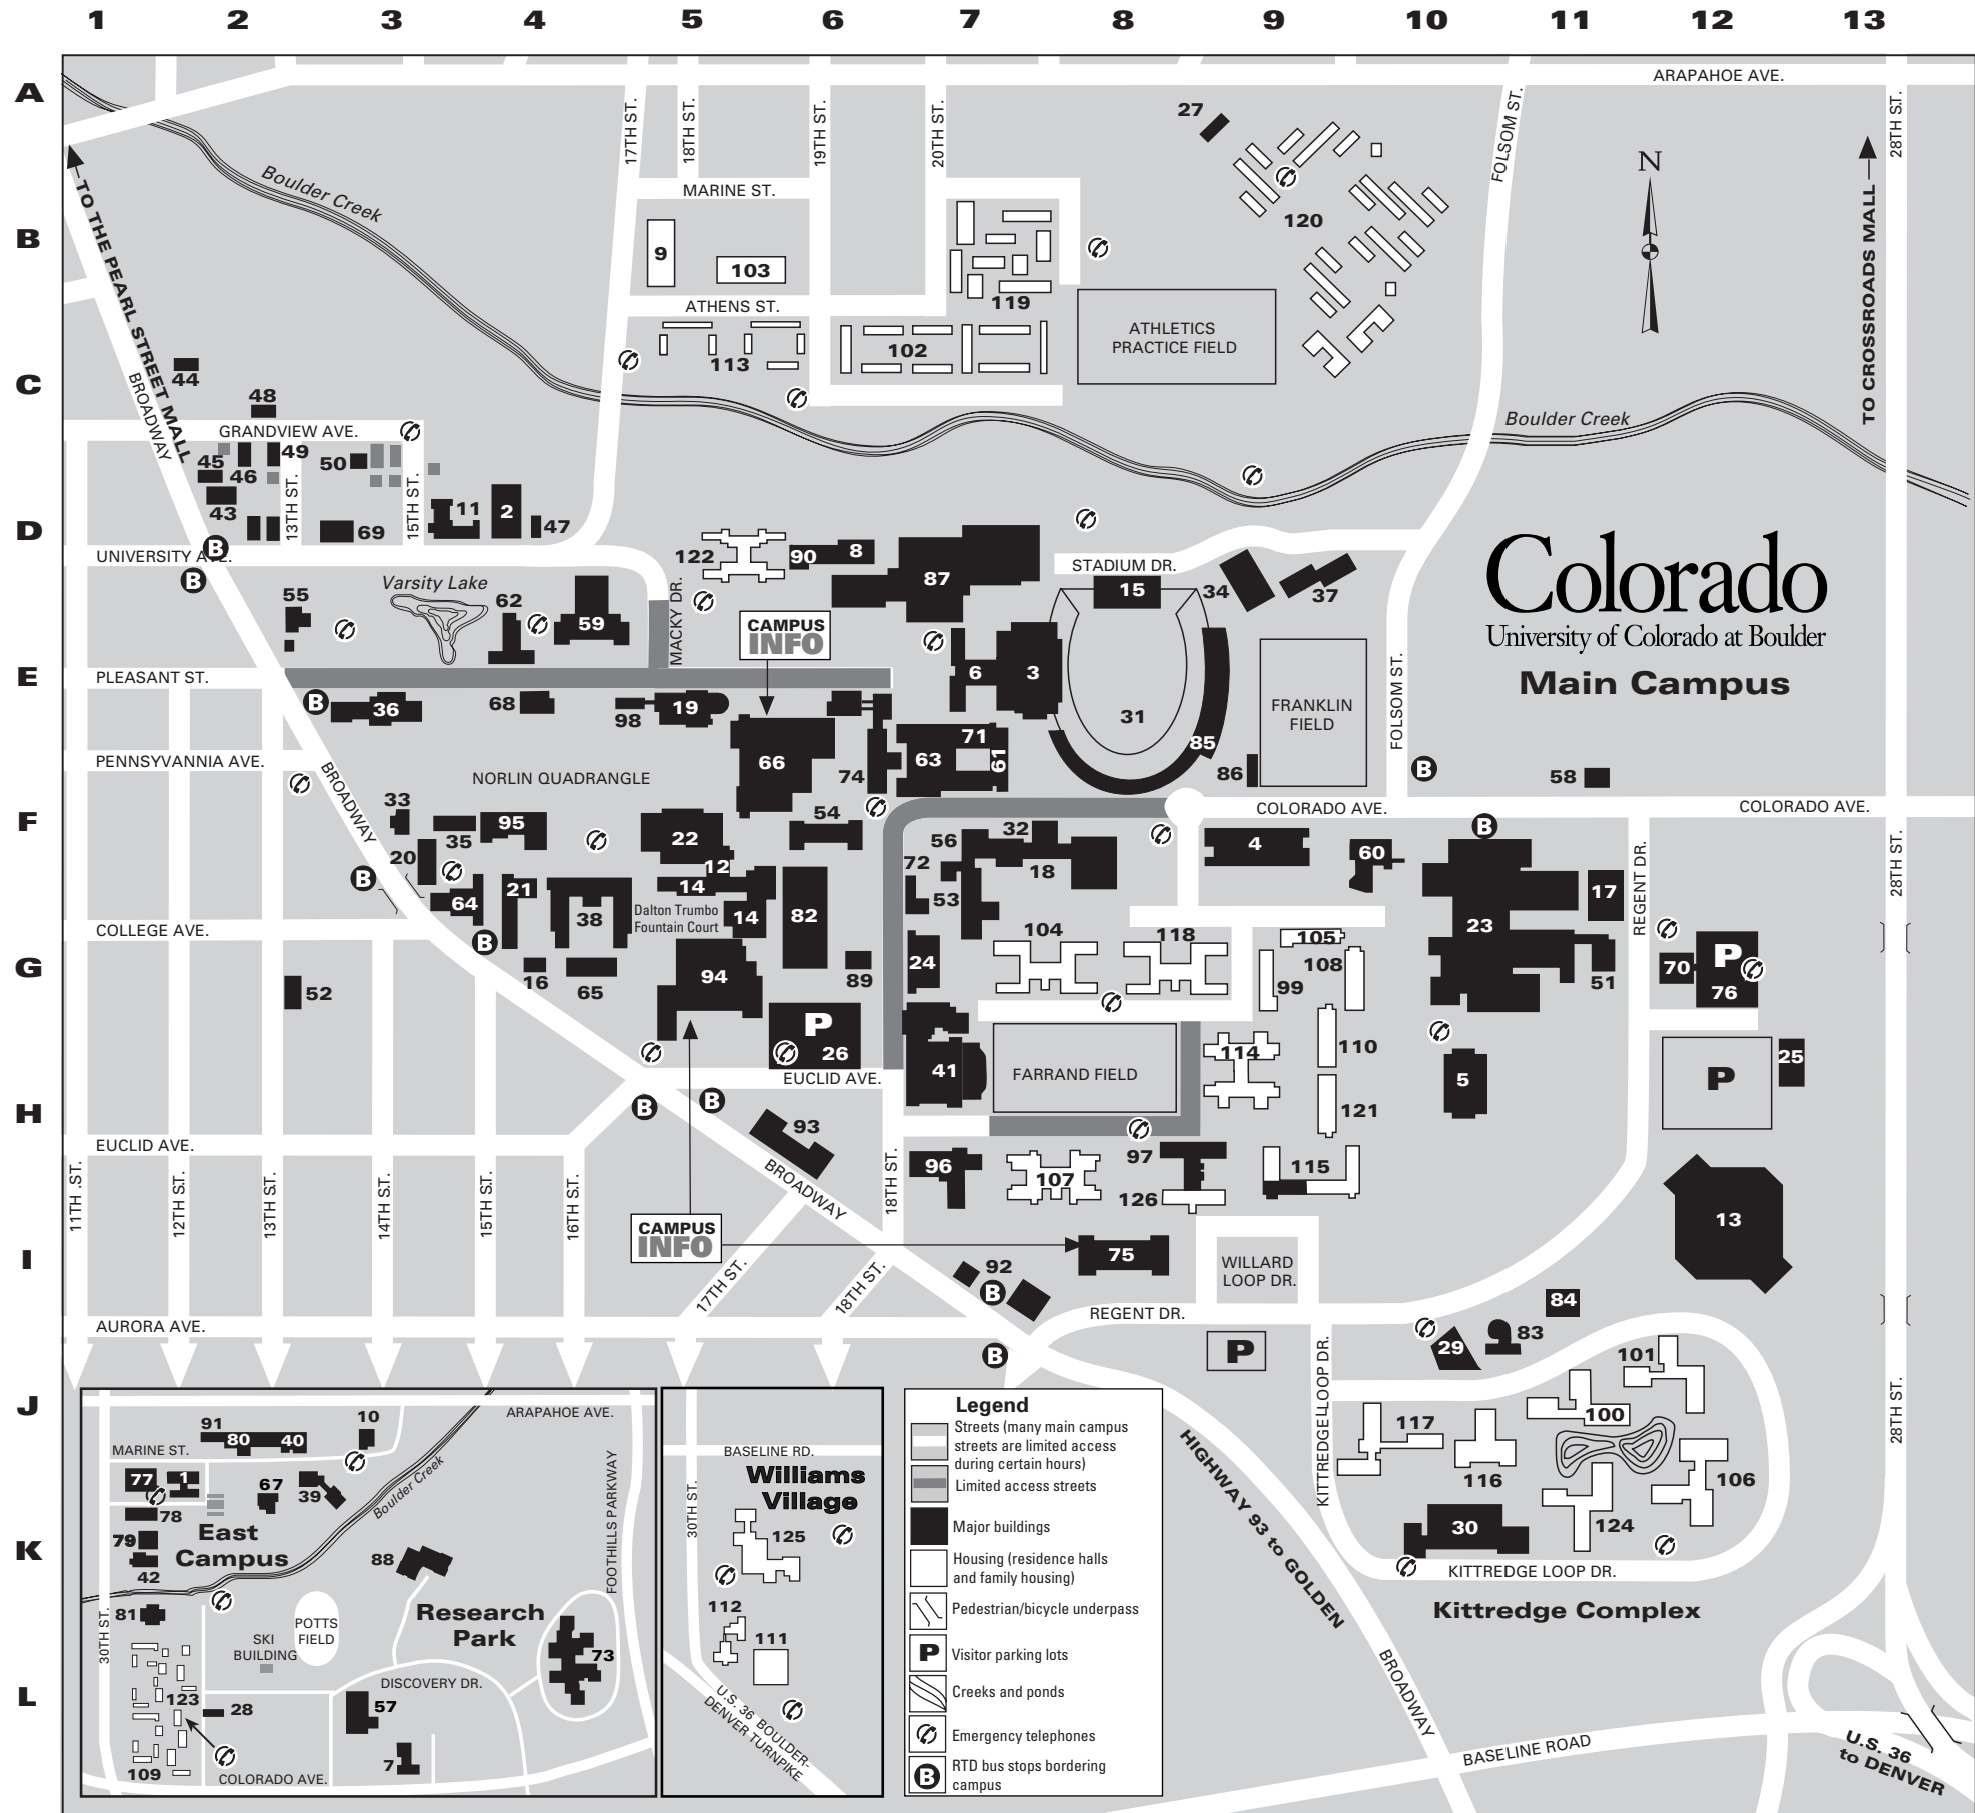 1 2 3 4 5 6 7 8 9 10 11 12 13
A
ARAPAHOE AVE.
27
17TH ST.
18TH ST.
19TH ST.
20TH ST.
FOLSOM ST.
28TH ST.
N
Boulder Creek
MARINE ST.
TO THE PEARL STREET MALL
TO CROSSROADS MALL
120
B
9
103
119
ATHENS ST.
113
102
ATHLETICS
PRACTICE FIELD
C
44
BROADWAY
48
GRANDVIEW AVE.
Boulder Creek
45
46
49
50
43
13TH ST.
15TH ST.
69
11
2
47
D
B
UNIVERSITY AVE.
B
122
90
8
87
STADIUM DR.
15
34
37
Colorado
University of Colorado at Boulder
Main Campus
55
Varsity Lake
62
59
MACKY DR.
CAMPUS
INFO
6
3
31
85
FRANKLIN
FIELD
FOLSOM ST.
E
PLEASANT ST.
B
36
68
98
19
66
74
63
71
61
86
B
58
PENNSYVANNIA AVE.
BROADWAY
NORLIN QUADRANGLE
COLORADO AVE.
COLORADO AVE.
F
33
35
95
20
22
12
54
56
32
72
18
53
4
60
B
17
23
REGENT DR.
28TH ST.
B
64
21
38
14
14
Dalton Trumbo
Fountain Court
82
COLLEGE AVE.
B
104
118
105
108
99
G
52
16
65
94
89
24
51
70
P
76
P
26
41
FARRAND FIELD
114
110
5
P
25
EUCLID AVE.
H
B
B
93
121
EUCLID AVE.
BROADWAY
18TH ST.
96
107
97
126
115
13
11TH .ST.
12TH ST.
13TH ST.
14TH ST.
15TH ST.
16TH ST.
CAMPUS
INFO
I
75
WILLARD
LOOP DR.
92
B
17TH ST.
18TH ST.
84
AURORA AVE.
REGENT DR.
B
P
29
83
KITTREDGE LOOP DR.
101
J
100
117
116
106
30
124
28TH ST.
KITTREDGE LOOP DR.
Kittredge Complex
HIGHWAY 93 to GOLDEN
BROADWAY
BASELINE ROAD
U.S. 36
to DENVER
K
L
ARAPAHOE AVE.
91
80
40
10
MARINE ST.
77
1
67
39
78
79
42
East
Campus
Boulder Creek
88
FOOTHILLS PARKWAY
81
30TH ST.
SKI
BUILDING
POTTS
FIELD
Research
Park
73
DISCOVERY DR.
123
28
57
7
109
COLORADO AVE.
BASELINE RD.
Williams
Village
30TH ST.
125
112
111
U.S. 36 BOULDER-
DENVER TURNPIKE
Legend
Streets (many main campus
streets are limited access
during certain hours)
Limited access streets
Major buildings
Housing (residence halls
and family housing)
Pedestrian/bicycle underpass
P Visitor parking lots
Creeks and ponds
Emergency telephones
B RTD bus stops bordering
campus